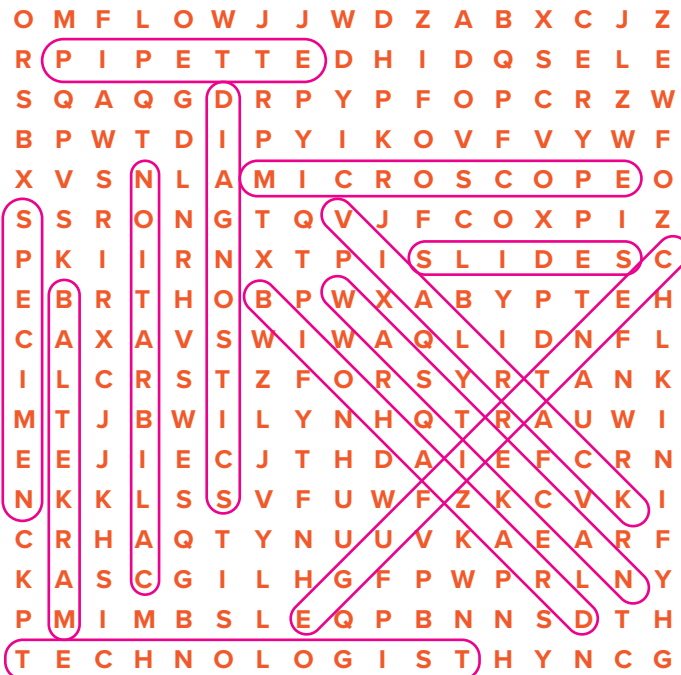 O M F L O W J J W D Z A B X C J Z
R P I P E T T E D H I D Q S E L E
S Q A Q G D R P Y P F O P C R Z W
B P W T D I P Y I K O V F V Y W F
X V S N L A M I C R O S C O P E O
S S R O N G T Q V J F C O X P I Z
P K I I R N X T P I S L I D E S C
E B R T H O B P W X A B Y P T E H
C A X A V S W I W A Q L I D N F L
I L C R S T Z F O R S Y R T A N K
M T J B W I L Y N H Q T R A U W I
E E J I E C J T H D A I E F C R N
N K K L S S V F U W F Z K C V K I
C R H A Q T Y N U U V K A E A R F
K A S C G I L H G F P W P R L N Y
P M I M B S L E Q P B N N S D T H
T E C H N O L O G I S T H Y N C G